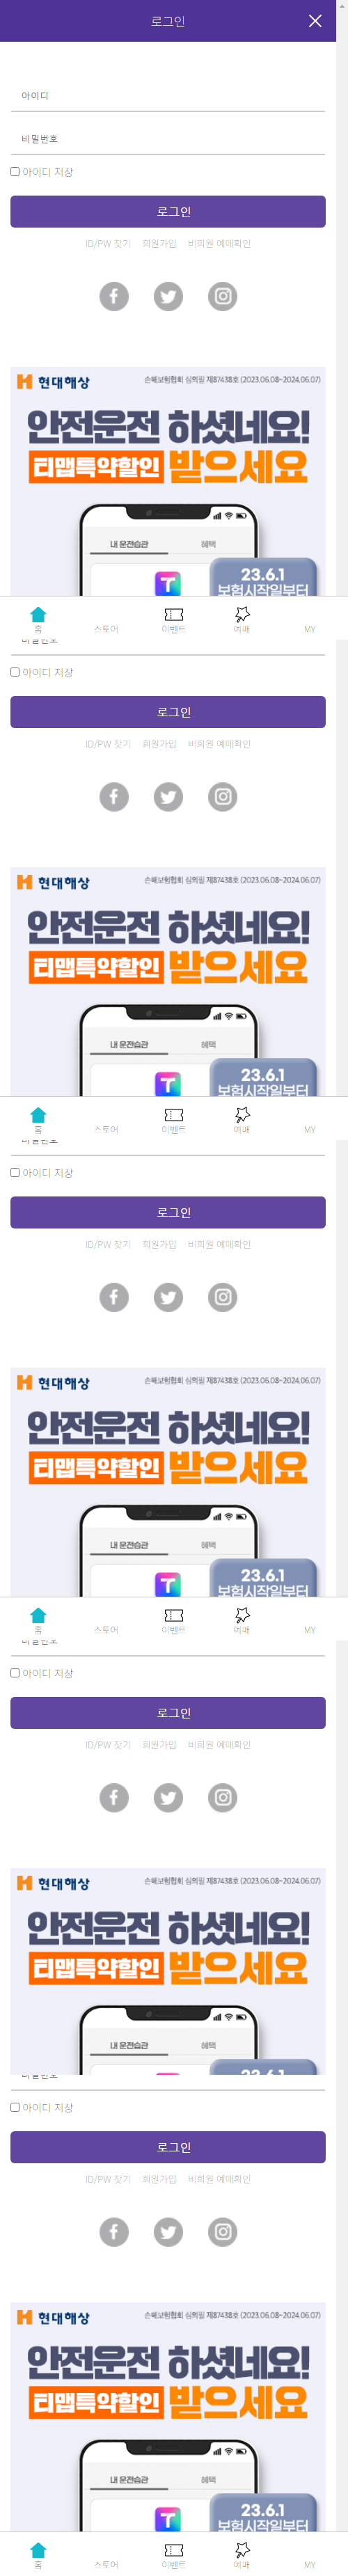 로그인
아이디
비밀번호
아이디 저장
로그인
ID/PW 찾기 회원가입 비회원 예매확인
현대해상 손해보험협회 심의필 제87438호 (2023.06.08~2024.06.07)
안전운전 하셨네요!
티맵특약할인 받으세요
내 운전습관 혜택
T 23.6.1
보험시작일부터
홈 스토어 이벤트 예매 MY
비밀번호
아이디 저장
로그인
ID/PW 찾기 회원가입 비회원 예매확인
현대해상 손해보험협회 심의필 제87438호 (2023.06.08~2024.06.07)
안전운전 하셨네요!
티맵특약할인 받으세요
내 운전습관 혜택
T 23.6.1
보험시작일부터
홈 스토어 이벤트 예매 MY
비밀번호
아이디 저장
로그인
ID/PW 찾기 회원가입 비회원 예매확인
현대해상 손해보험협회 심의필 제87438호 (2023.06.08~2024.06.07)
안전운전 하셨네요!
티맵특약할인 받으세요
내 운전습관 혜택
T 23.6.1
보험시작일부터
홈 스토어 이벤트 예매 MY
비밀번호
아이디 저장
로그인
ID/PW 찾기 회원가입 비회원 예매확인
현대해상 손해보험협회 심의필 제87438호 (2023.06.08~2024.06.07)
안전운전 하셨네요!
티맵특약할인 받으세요
내 운전습관 혜택
23.6.1
비밀번호
아이디 저장
로그인
ID/PW 찾기 회원가입 비회원 예매확인
현대해상 손해보험협회 심의필 제87438호 (2023.06.08~2024.06.07)
안전운전 하셨네요!
티맵특약할인 받으세요
내 운전습관 혜택
T 23.6.1
보험시작일부터
홈 스토어 이벤트 예매 MY